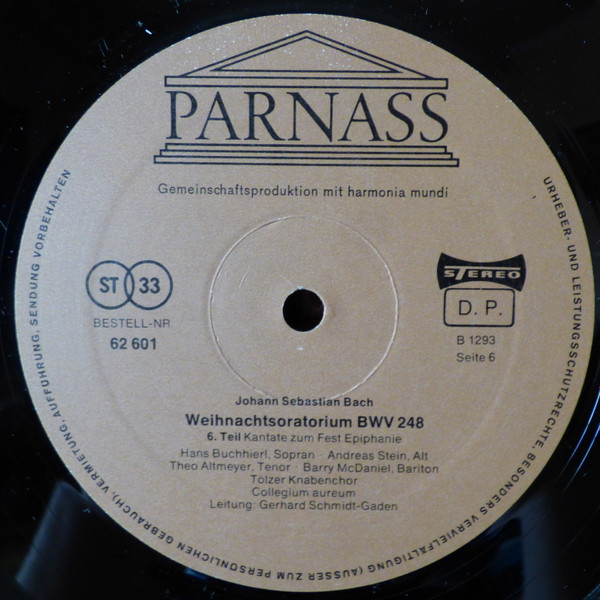 PARNASS
Gemeinschaftsproduktion mit harmonia mundi
ST 33
BESTELL-NR
62 601
STEREO
D. P.
B 1293
Seite 6
Johann Sebastian Bach
Weihnachtsoratorium BWV 248
6. Teil Kantate zum Fest Epiphanie
Hans Buchhierl, Sopran · Andreas Stein, Alt
Theo Altmeyer, Tenor · Barry McDaniel, Bariton
Tölzer Knabenchor
Collegium aureum
Leitung: Gerhard Schmidt-Gaden
URHEBER- UND LEISTUNGSSCHUTZRECHTE, BESONDERS VERVIELFÄLTIGUNG (AUSSER ZUM PERSÖNLICHEN GEBRAUCH), VERMIETUNG, AUFFÜHRUNG, SENDUNG VORBEHALTEN